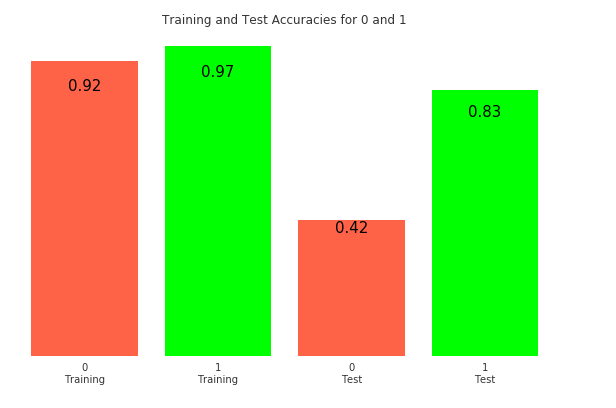 Training and Test Accuracies for 0 and 1
0.92
0.97
0.42
0.83
0
Training
1
Training
0
Test
1
Test